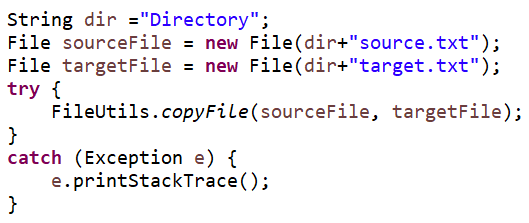 String dir ="Directory";
File sourceFile = new File(dir+"source.txt");
File targetFile = new File(dir+"target.txt");
try {
    FileUtils.copyFile(sourceFile, targetFile);
}
catch (Exception e) {
    e.printStackTrace();
}